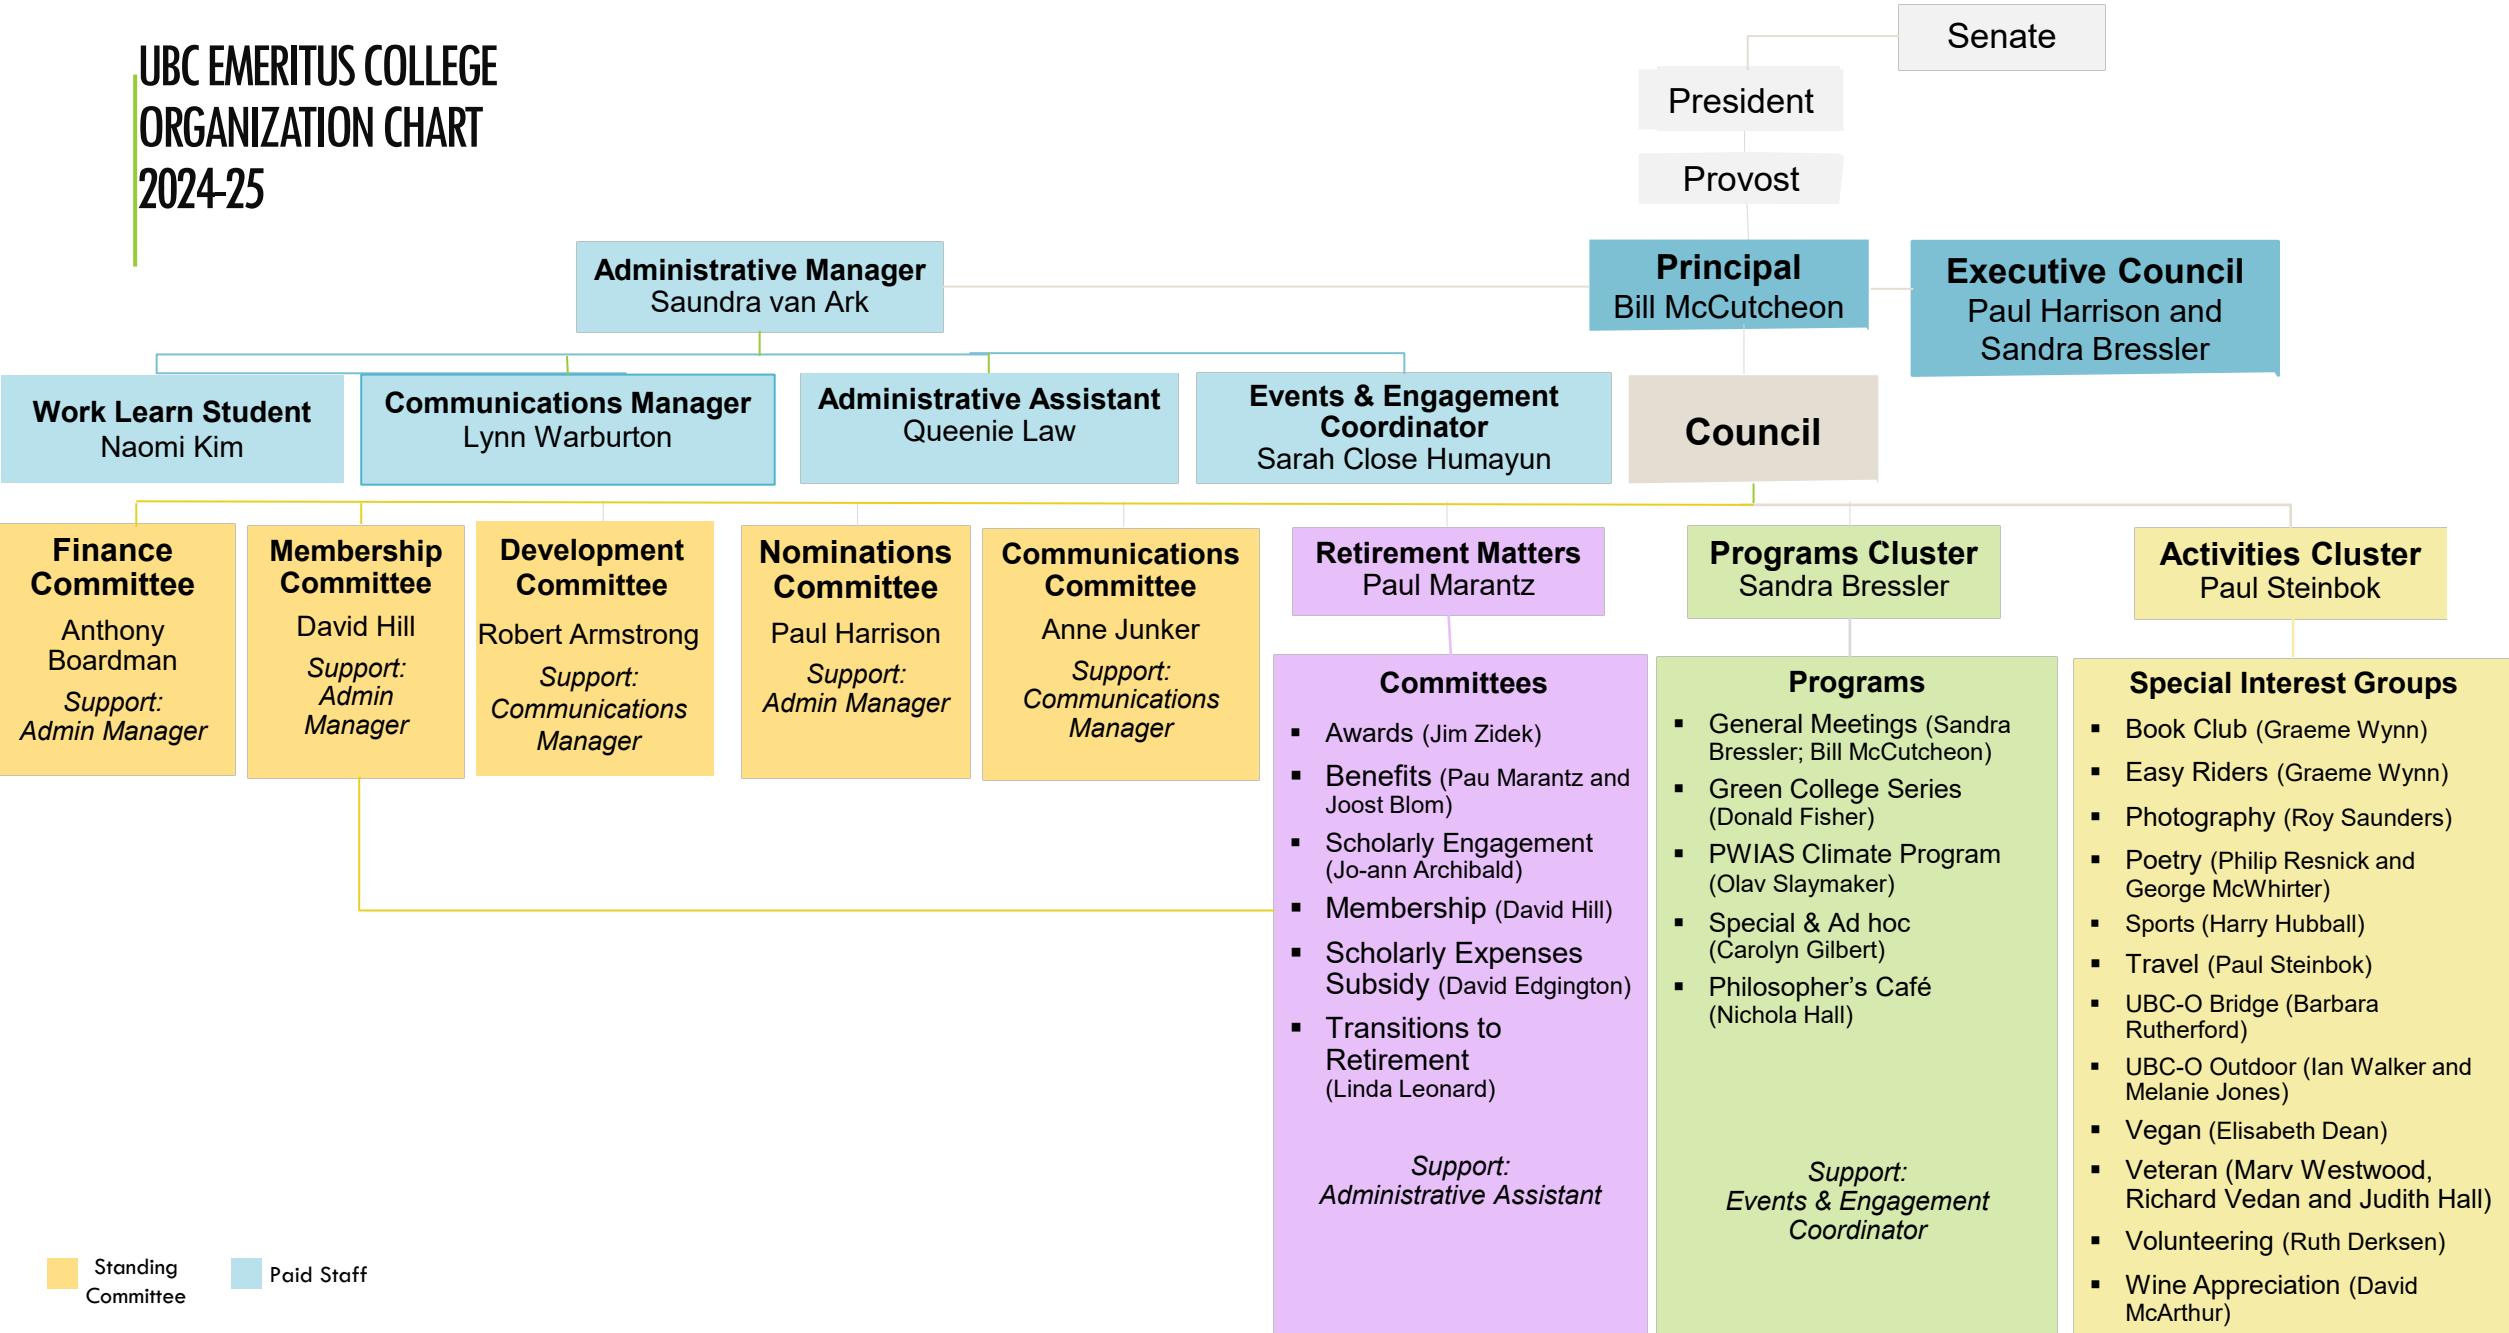 UBC EMERITUS COLLEGE
ORGANIZATION CHART
2024-25
Senate
President
Provost
Administrative Manager
Saundra van Ark
Principal
Bill McCutcheon
Executive Council
Paul Harrison and
Sandra Bressler
Work Learn Student
Naomi Kim
Communications Manager
Lynn Warburton
Administrative Assistant
Queenie Law
Events & Engagement
Coordinator
Sarah Close Humayun
Council
Finance
Committee
Anthony
Boardman
Support:
Admin Manager
Membership
Committee
David Hill
Support:
Admin
Manager
Development
Committee
Robert Armstrong
Support:
Communications
Manager
Nominations
Committee
Paul Harrison
Support:
Admin Manager
Communications
Committee
Anne Junker
Support:
Communications
Manager
Retirement Matters
Paul Marantz
Committees
▪ Awards (Jim Zidek)
▪ Benefits (Pau Marantz and
Joost Blom)
▪ Scholarly Engagement
(Jo-ann Archibald)
▪ Membership (David Hill)
▪ Scholarly Expenses
Subsidy (David Edgington)
▪ Transitions to
Retirement
(Linda Leonard)
Support:
Administrative Assistant
Programs Cluster
Sandra Bressler
Programs
▪ General Meetings (Sandra
Bressler; Bill McCutcheon)
▪ Green College Series
(Donald Fisher)
▪ PWIAS Climate Program
(Olav Slaymaker)
▪ Special & Ad hoc
(Carolyn Gilbert)
▪ Philosopher’s Café
(Nichola Hall)
Support:
Events & Engagement
Coordinator
Activities Cluster
Paul Steinbok
Special Interest Groups
▪ Book Club (Graeme Wynn)
▪ Easy Riders (Graeme Wynn)
▪ Photography (Roy Saunders)
▪ Poetry (Philip Resnick and
George McWhirter)
▪ Sports (Harry Hubball)
▪ Travel (Paul Steinbok)
▪ UBC-O Bridge (Barbara
Rutherford)
▪ UBC-O Outdoor (Ian Walker and
Melanie Jones)
▪ Vegan (Elisabeth Dean)
▪ Veteran (Marv Westwood,
Richard Vedan and Judith Hall)
▪ Volunteering (Ruth Derksen)
▪ Wine Appreciation (David
McArthur)
Standing
Committee
Paid Staff